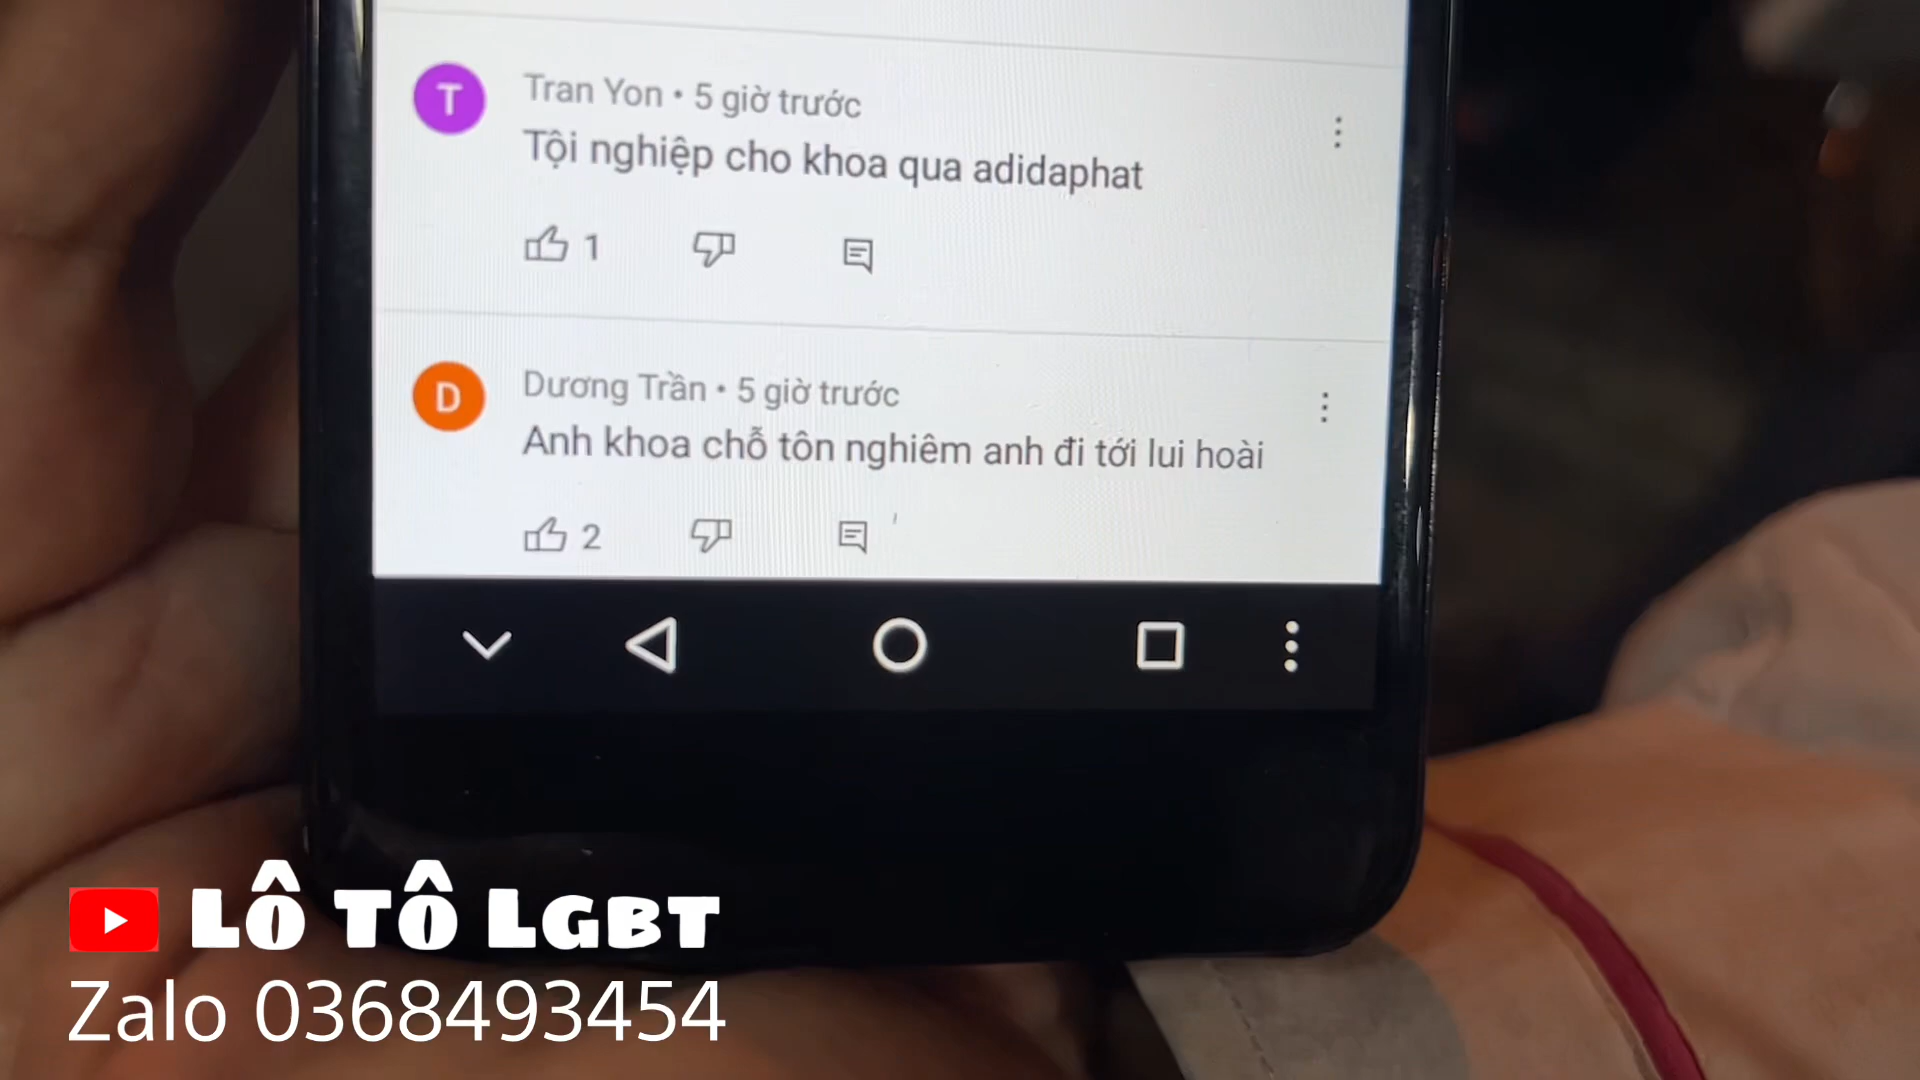 T
Tran Yon • 5 giờ trước
Tội nghiệp cho khoa qua adidaphat
1
D
Dương Trần • 5 giờ trước
Anh khoa chỗ tôn nghiêm anh đi tới lui hoài
2
LÔ TÔ LGBT
Zalo 0368493454